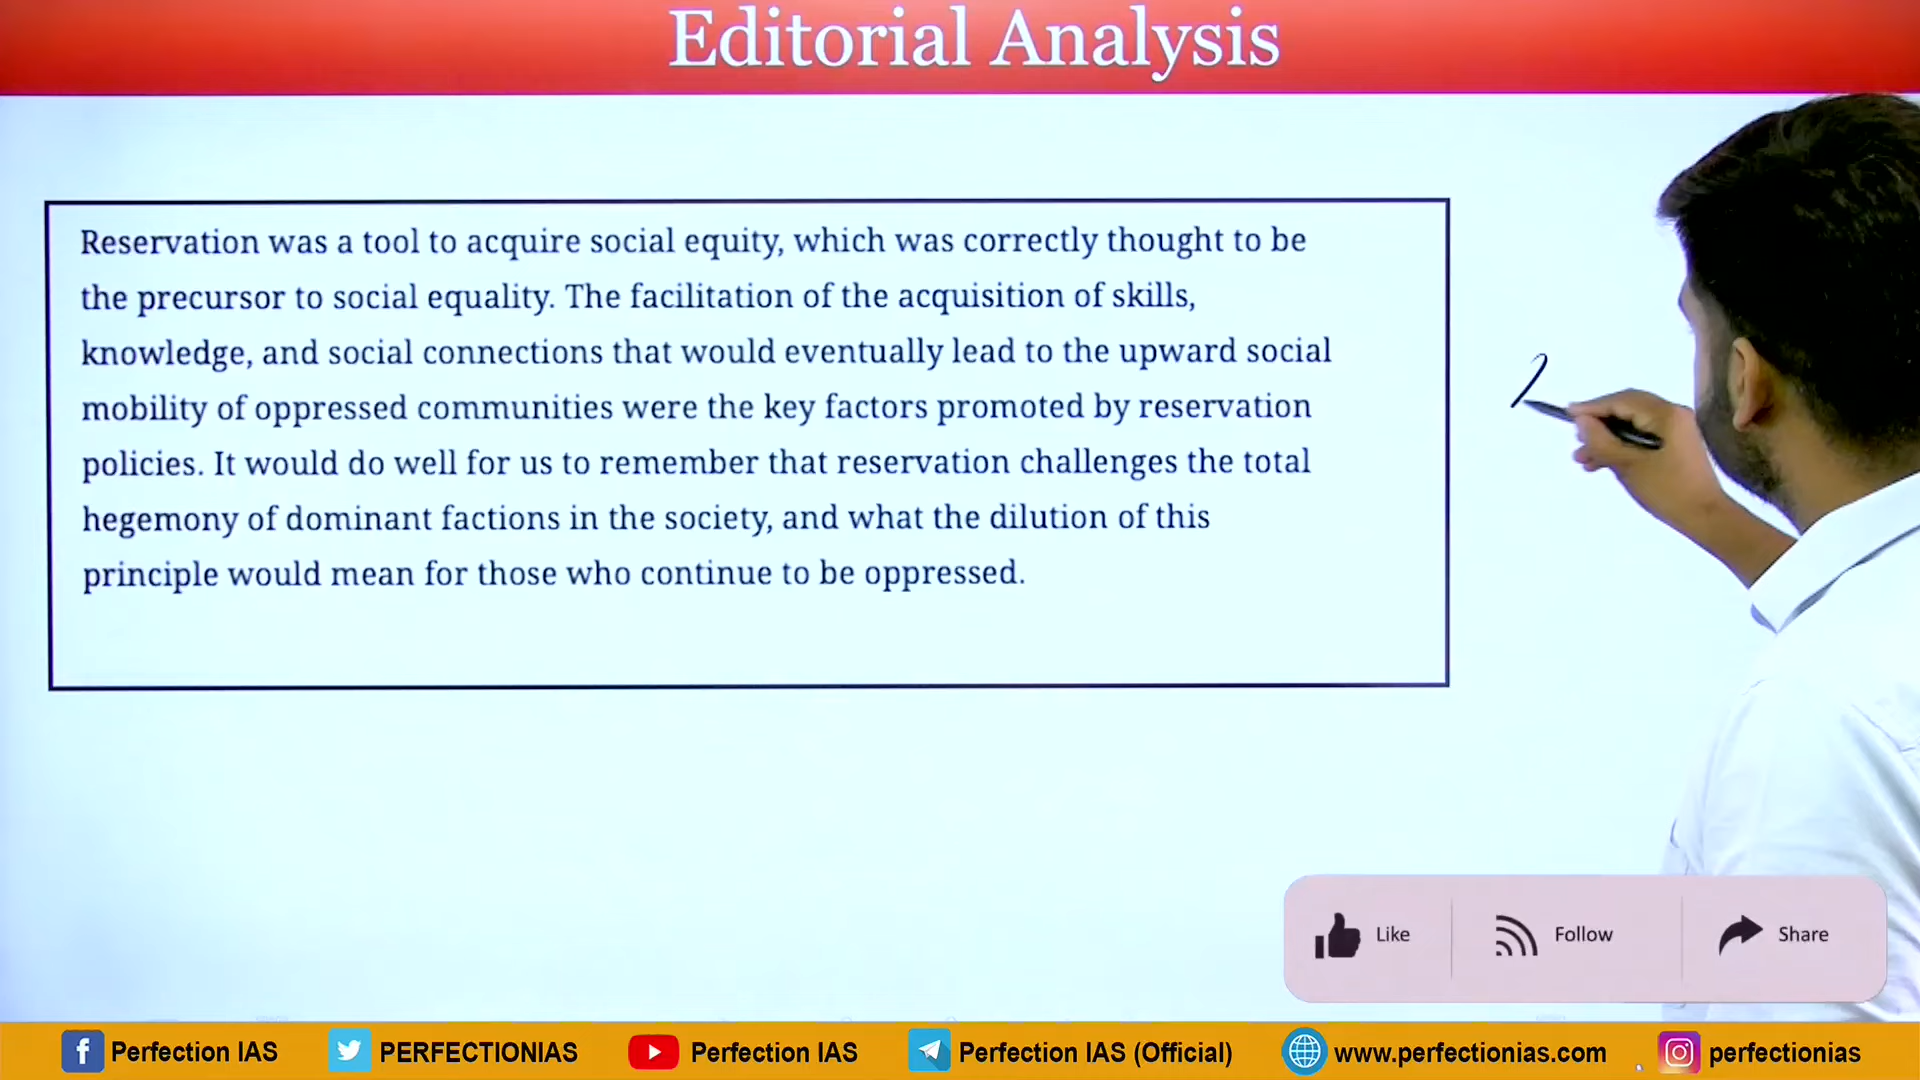 Editorial Analysis
Reservation was a tool to acquire social equity, which was correctly thought to be
the precursor to social equality. The facilitation of the acquisition of skills,
knowledge, and social connections that would eventually lead to the upward social
mobility of oppressed communities were the key factors promoted by reservation
policies. It would do well for us to remember that reservation challenges the total
hegemony of dominant factions in the society, and what the dilution of this
principle would mean for those who continue to be oppressed.
Like Follow Share
Perfection IAS PERFECTIONIAS Perfection IAS Perfection IAS (Official) www.perfectionias.com perfectionias